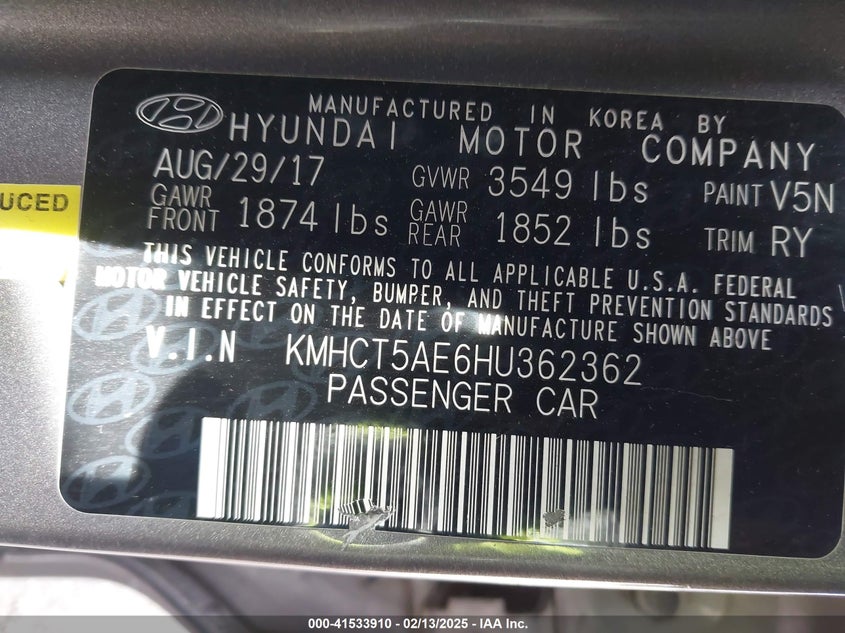 MANUFACTURED IN KOREA BY
HYUNDAI MOTOR COMPANY
AUG/29/17 GVWR 3549 lbs PAINT V5N
GAWR FRONT 1874 lbs GAWR REAR 1852 lbs TRIM RY
UCED
THIS VEHICLE CONFORMS TO ALL APPLICABLE U.S.A. FEDERAL
MOTOR VEHICLE SAFETY, BUMPER, AND THEFT PREVENTION STANDARDS
IN EFFECT ON THE DATE OF MANUFACTURE SHOWN ABOVE
V.I.N KMHCT5AE6HU362362
PASSENGER CAR
000-41533910 - 02/13/2025 - IAA Inc.